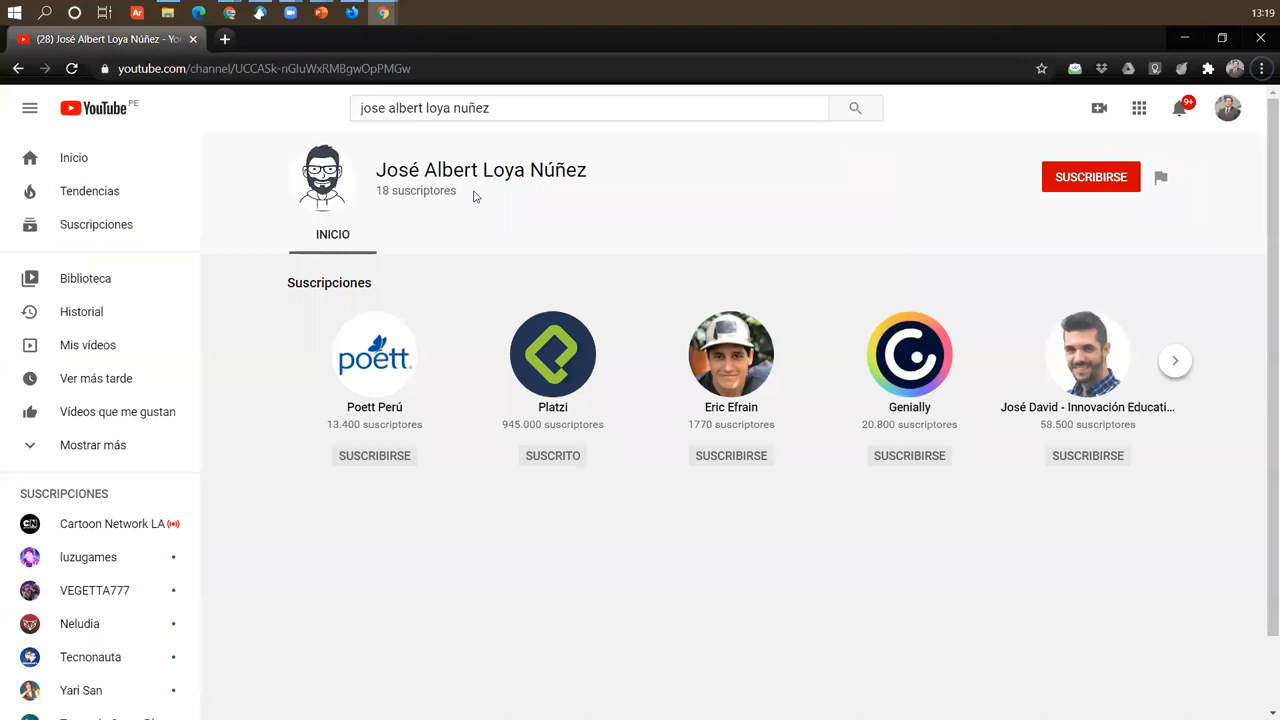 13:19
(28) José Albert Loya Núñez - Yo
youtube.com/channel/UCCASk-nGluWxRMBgwOpPMGw
YouTube PE
jose albert loya nuñez
9+
Inicio
Tendencias
Suscripciones
Biblioteca
Historial
Mis vídeos
Ver más tarde
Vídeos que me gustan
Mostrar más
SUSCRIPCIONES
Cartoon Network LA
luzugames
VEGETTA777
Neludia
Tecnonauta
Yari San
José Albert Loya Núñez
18 suscriptores
SUSCRIBIRSE
INICIO
Suscripciones
poett.
Poett Perú
13.400 suscriptores
SUSCRIBIRSE
Platzi
945.000 suscriptores
SUSCRITO
Eric Efrain
1770 suscriptores
SUSCRIBIRSE
Genially
20.800 suscriptores
SUSCRIBIRSE
José David - Innovación Educati...
58.500 suscriptores
SUSCRIBIRSE